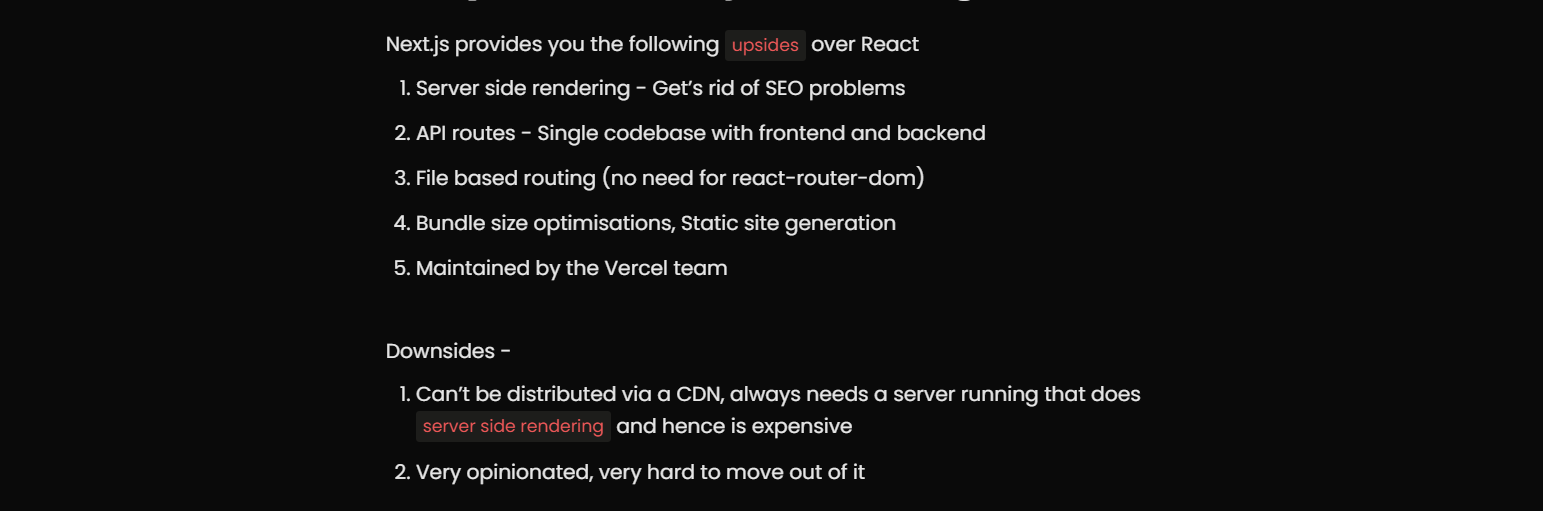 Next.js provides you the following upsides over React
1. Server side rendering - Get's rid of SEO problems
2. API routes - Single codebase with frontend and backend
3. File based routing (no need for react-router-dom)
4. Bundle size optimisations, Static site generation
5. Maintained by the Vercel team
Downsides -
1. Can't be distributed via a CDN, always needs a server running that does
server side rendering and hence is expensive
2. Very opinionated, very hard to move out of it